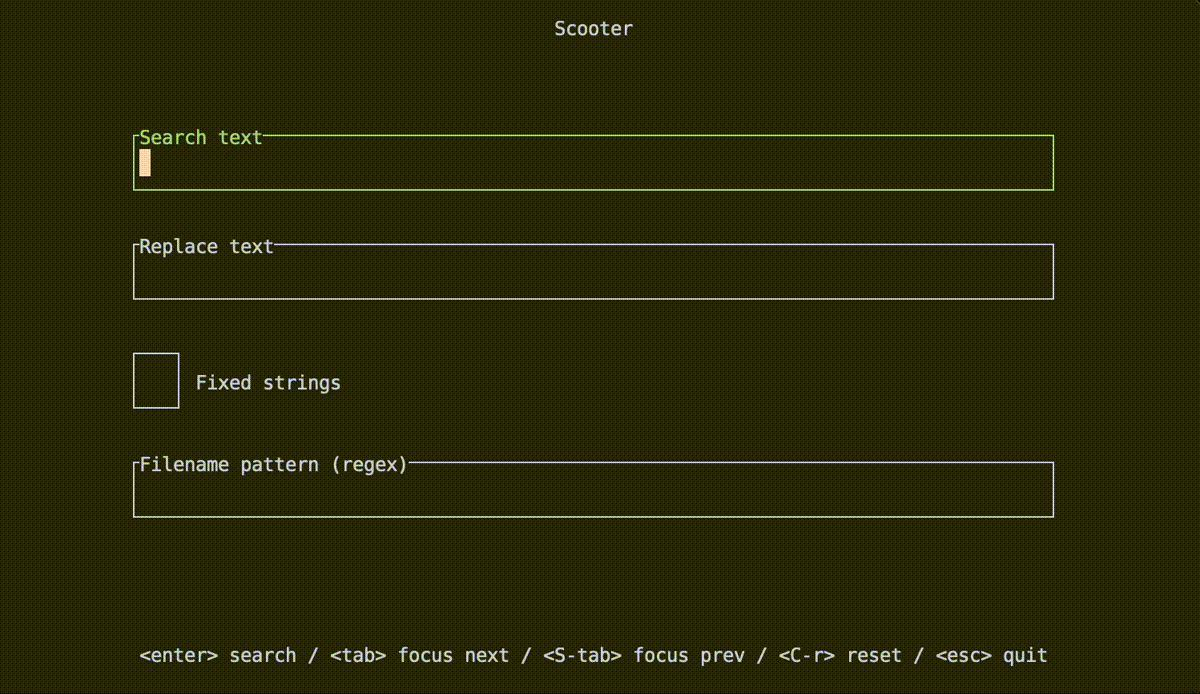 Scooter
Search text
Replace text
Fixed strings
Filename pattern (regex)
<enter> search / <tab> focus next / <S-tab> focus prev / <C-r> reset / <esc> quit